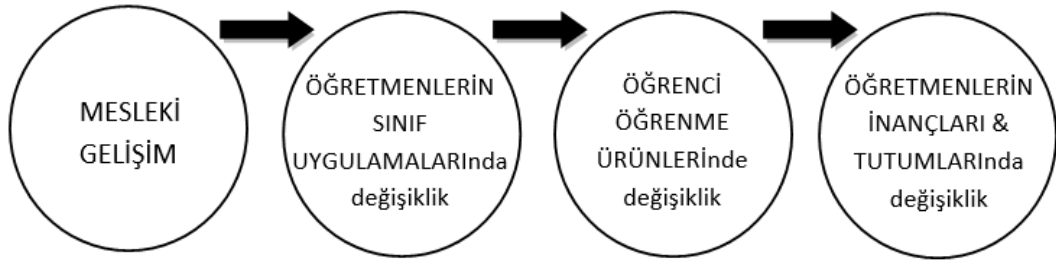 MESLEKİ
GELİŞİM
ÖĞRETMENLERİN
SINIF
UYGULAMALARInda
değişiklik
ÖĞRENCİ
ÖĞRENME
ÜRÜNLERİnde
değişiklik
ÖĞRETMENLERİN
İNANÇLARI &
TUTUMLARInda
değişiklik